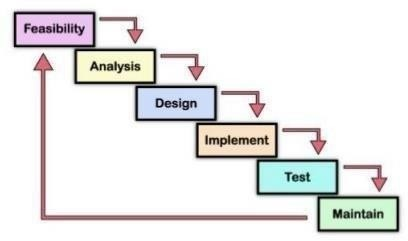 Feasibility
Analysis
Design
Implement
Test
Maintain